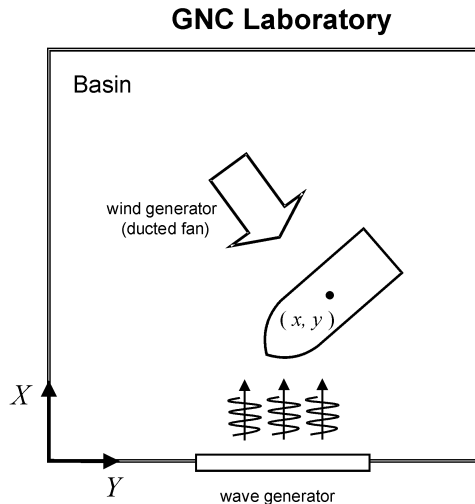 GNC Laboratory
Basin
wind generator
(ducted fan)
( x, y )
X
Y
wave generator